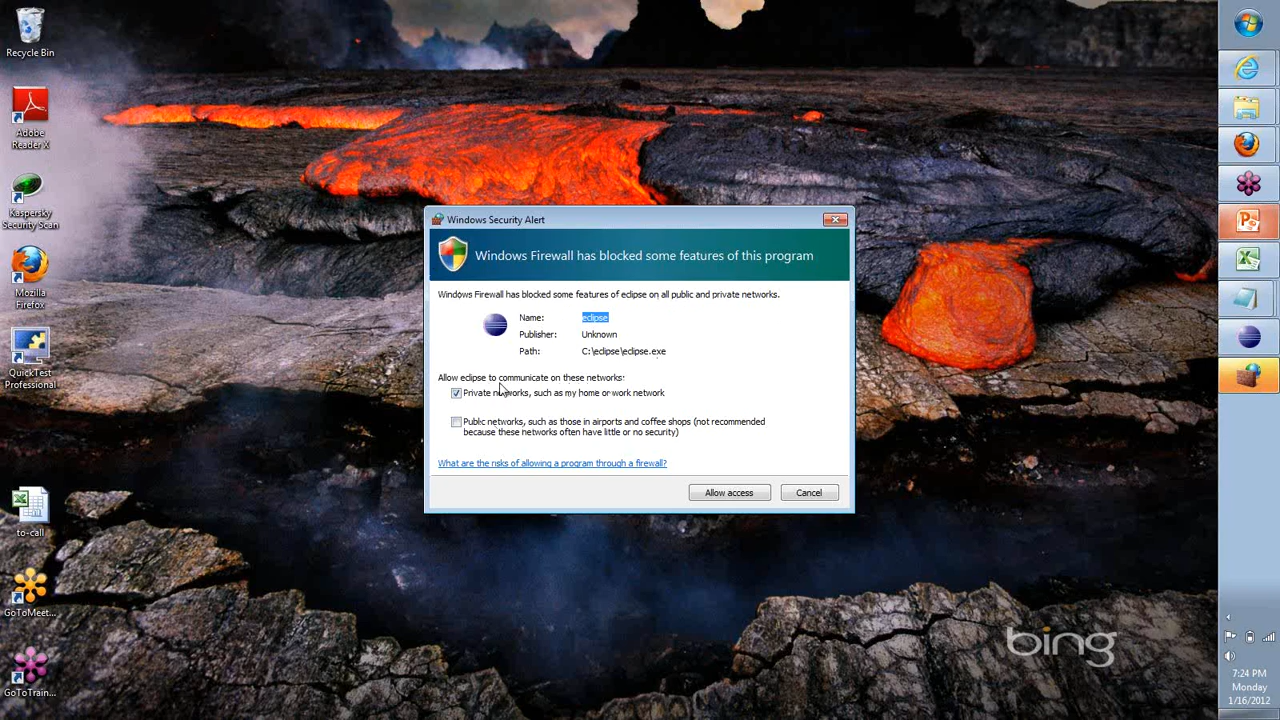 Recycle Bin
Adobe
Reader X
Kaspersky
Security Scan
Mozilla
Firefox
QuickTest
Professional
to-call
GoToMeet...
GoToTrain...
Windows Security Alert
Windows Firewall has blocked some features of this program
Windows Firewall has blocked some features of eclipse on all public and private networks.
Name: eclipse
Publisher: Unknown
Path: C:\eclipse\eclipse.exe
Allow eclipse to communicate on these networks:
Private networks, such as my home or work network
Public networks, such as those in airports and coffee shops (not recommended
because these networks often have little or no security)
What are the risks of allowing a program through a firewall?
Allow access
Cancel
bing
7:24 PM
Monday
1/16/2012